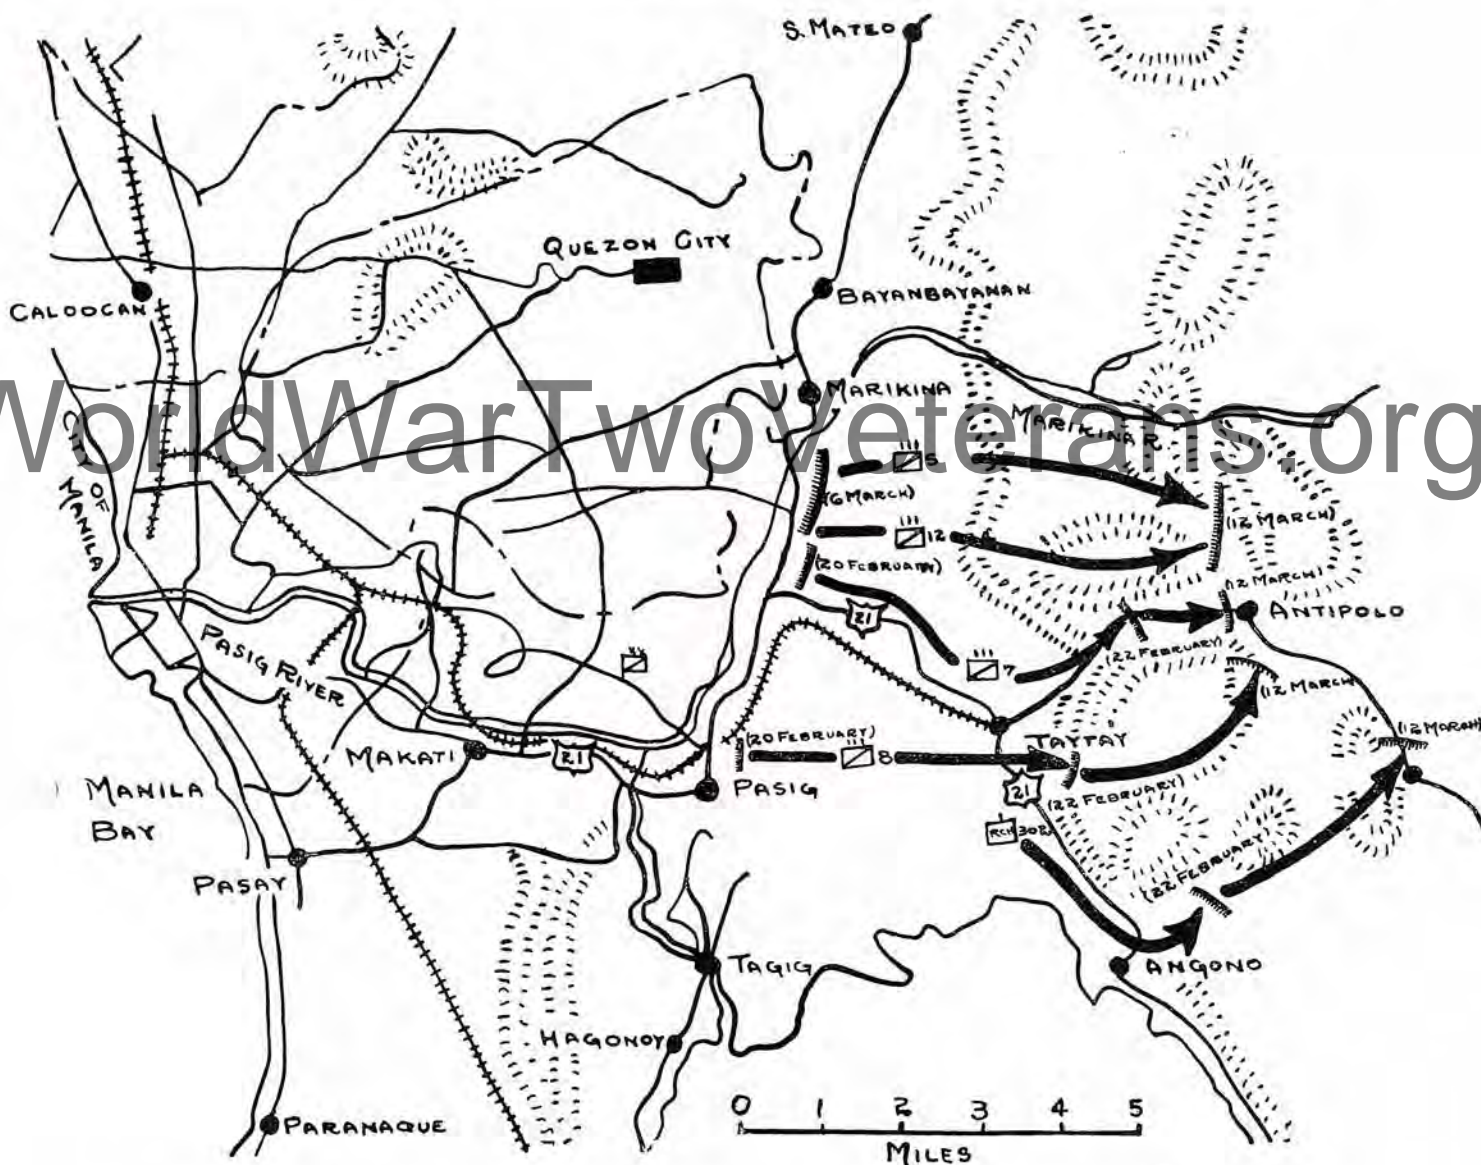 S. MATEO
QUEZON CITY
CALOOCAN
BAYANBAYANAN
WorldWarTwoVeterans.org
MARIKINA
MARIKINA R
CITY OF MANILA
5
(6 MARCH)
(12 MARCH)
12
(20 FEBRUARY)
(12 MARCH)
ANTIPOLO
21
PASIG RIVER
(22 FEBRUARY)
7
(12 MARCH)
(20 FEBRUARY)
(12 MARCH)
TAYTAY
MAKATI
21
8
PASIG
21
(22 FEBRUARY)
MANILA
BAY
RCN 302
PASAY
(22 FEBRUARY)
TAGIG
ANGONO
HAGONOY
0 1 2 3 4 5
PARANAQUE
MILES